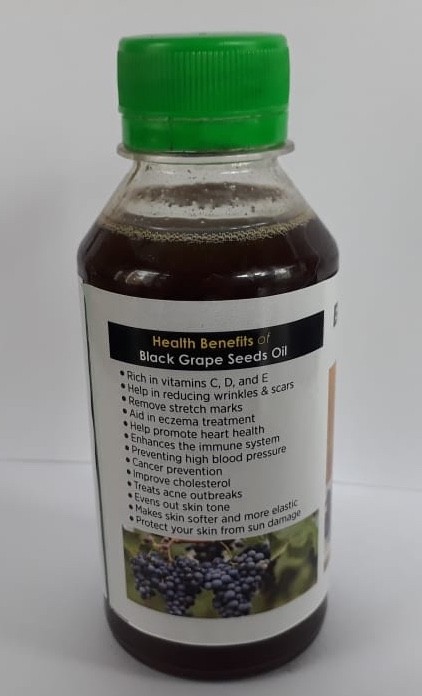 Health Benefits of
Black Grape Seeds Oil
• Rich in vitamins C, D, and E
• Help in reducing wrinkles & scars
• Remove stretch marks
• Aid in eczema treatment
• Help promote heart health
• Enhances the immune system
• Preventing high blood pressure
• Cancer prevention
• Improve cholesterol
• Treats acne outbreaks
• Evens out skin tone
• Makes skin softer and more elastic
• Protect your skin from sun damage